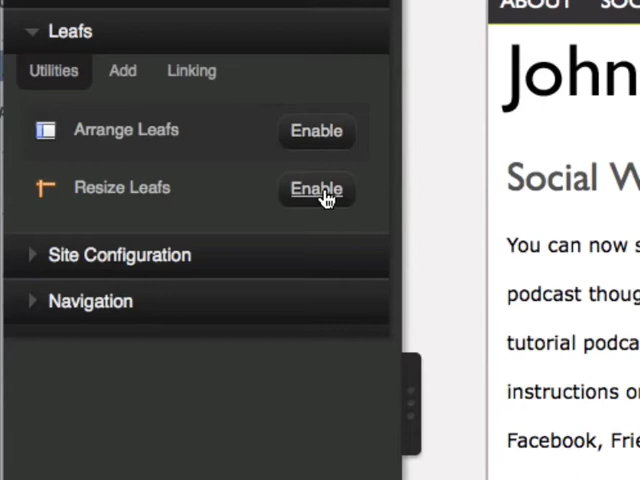 Leafs
Utilities Add Linking
Arrange Leafs Enable
Resize Leafs Enable
Site Configuration
Navigation
ABOUT
John
Social W
You can now s
podcast thoug
tutorial podca
instructions o
Facebook, Frie